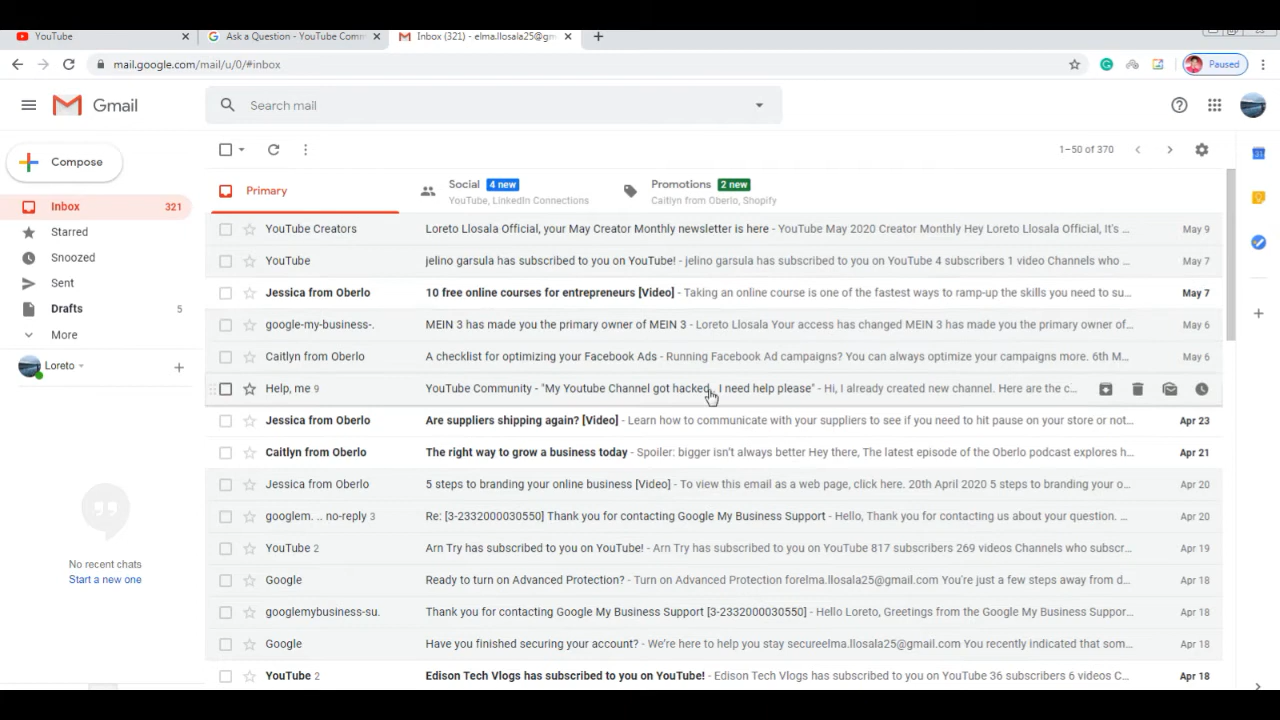 YouTube
Ask a Question - YouTube Comm
Inbox (321) - elma.llosala25@gm
mail.google.com/mail/u/0/#inbox
Paused
Gmail
Search mail
Compose
1–50 of 370
Inbox 321
Starred
Snoozed
Sent
Drafts 5
More
Loreto
No recent chats
Start a new one
Primary
Social 4 new
YouTube, LinkedIn Connections
Promotions 2 new
Caitlyn from Oberlo, Shopify
YouTube Creators Loreto Llosala Official, your May Creator Monthly newsletter is here - YouTube May 2020 Creator Monthly Hey Loreto Llosala Official, It's ... May 9
YouTube jelino garsula has subscribed to you on YouTube! - jelino garsula has subscribed to you on YouTube 4 subscribers 1 video Channels who ... May 7
Jessica from Oberlo 10 free online courses for entrepreneurs [Video] - Taking an online course is one of the fastest ways to ramp-up the skills you need to su... May 7
google-my-business-. MEIN 3 has made you the primary owner of MEIN 3 - Loreto Llosala Your access has changed MEIN 3 has made you the primary owner of... May 6
Caitlyn from Oberlo A checklist for optimizing your Facebook Ads - Running Facebook Ad campaigns? You can always optimize your campaigns more. 6th M... May 6
Help, me 9 YouTube Community - "My Youtube Channel got hacked, I need help please" - Hi, I already created new channel. Here are the c...
Jessica from Oberlo Are suppliers shipping again? [Video] - Learn how to communicate with your suppliers to see if you need to hit pause on your store or not... Apr 23
Caitlyn from Oberlo The right way to grow a business today - Spoiler: bigger isn't always better Hey there, The latest episode of the Oberlo podcast explores h... Apr 21
Jessica from Oberlo 5 steps to branding your online business [Video] - To view this email as a web page, click here. 20th April 2020 5 steps to branding your o... Apr 20
googlem. .. no-reply 3 Re: [3-2332000030550] Thank you for contacting Google My Business Support - Hello, Thank you for contacting us about your question. ... Apr 20
YouTube 2 Arn Try has subscribed to you on YouTube! - Arn Try has subscribed to you on YouTube 817 subscribers 269 videos Channels who subscr... Apr 19
Google Ready to turn on Advanced Protection? - Turn on Advanced Protection forelma.llosala25@gmail.com You're just a few steps away from d... Apr 18
googlemybusiness-su. Thank you for contacting Google My Business Support [3-2332000030550] - Hello Loreto, Greetings from the Google My Business Suppor... Apr 18
Google Have you finished securing your account? - We're here to help you stay secureelma.llosala25@gmail.com You recently indicated that som... Apr 18
YouTube 2 Edison Tech Vlogs has subscribed to you on YouTube! - Edison Tech Vlogs has subscribed to you on YouTube 36 subscribers 6 videos C... Apr 18